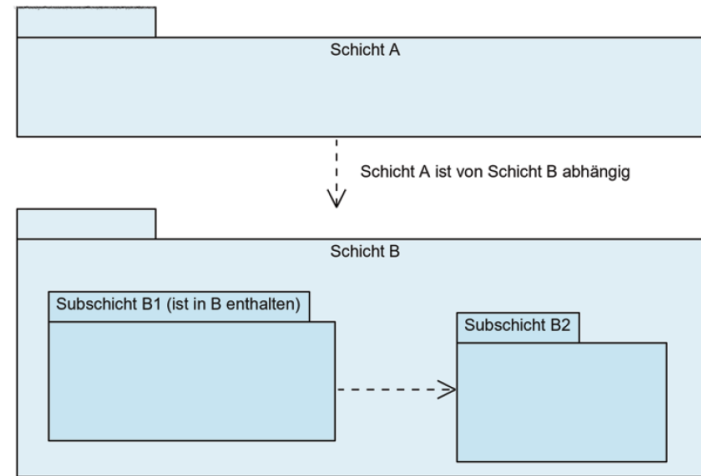 Schicht A
Schicht A ist von Schicht B abhängig
Schicht B
Subschicht B1 (ist in B enthalten)
Subschicht B2